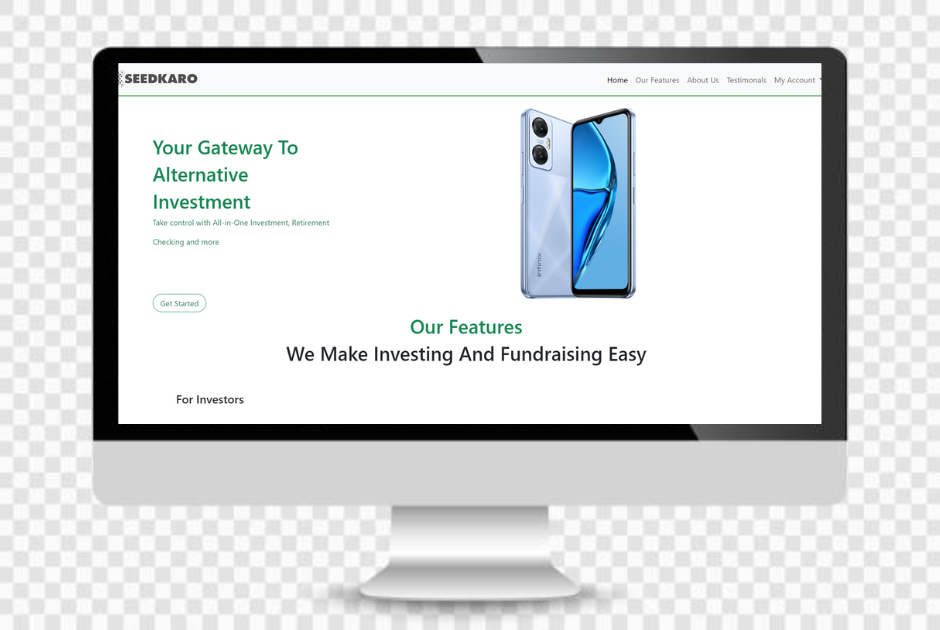 SEEDKARO
Home Our Features About Us Testimonals My Account
Your Gateway To
Alternative
Investment
Take control with All-in-One Investment, Retirement
Checking and more
Infinix
Get Started
Our Features
We Make Investing And Fundraising Easy
For Investors